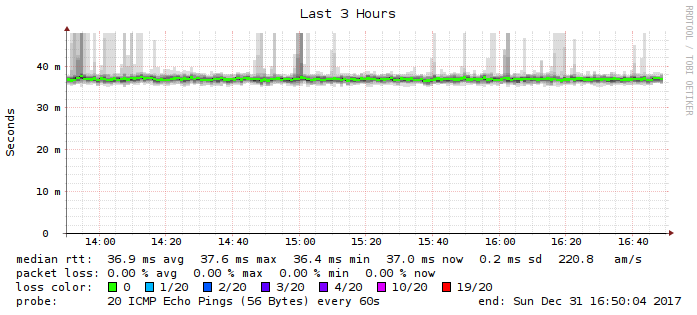 Last 3 Hours
RRDTOOL / TOBI OETIKER
Seconds
40 m
30 m
20 m
10 m
0
14:00 14:20 14:40 15:00 15:20 15:40 16:00 16:20 16:40
median rtt: 36.9 ms avg 37.6 ms max 36.4 ms min 37.0 ms now 0.2 ms sd 220.8 am/s
packet loss: 0.00 % avg 0.00 % max 0.00 % min 0.00 % now
loss color: 0 1/20 2/20 3/20 4/20 10/20 19/20
probe: 20 ICMP Echo Pings (56 Bytes) every 60s end: Sun Dec 31 16:50:04 2017